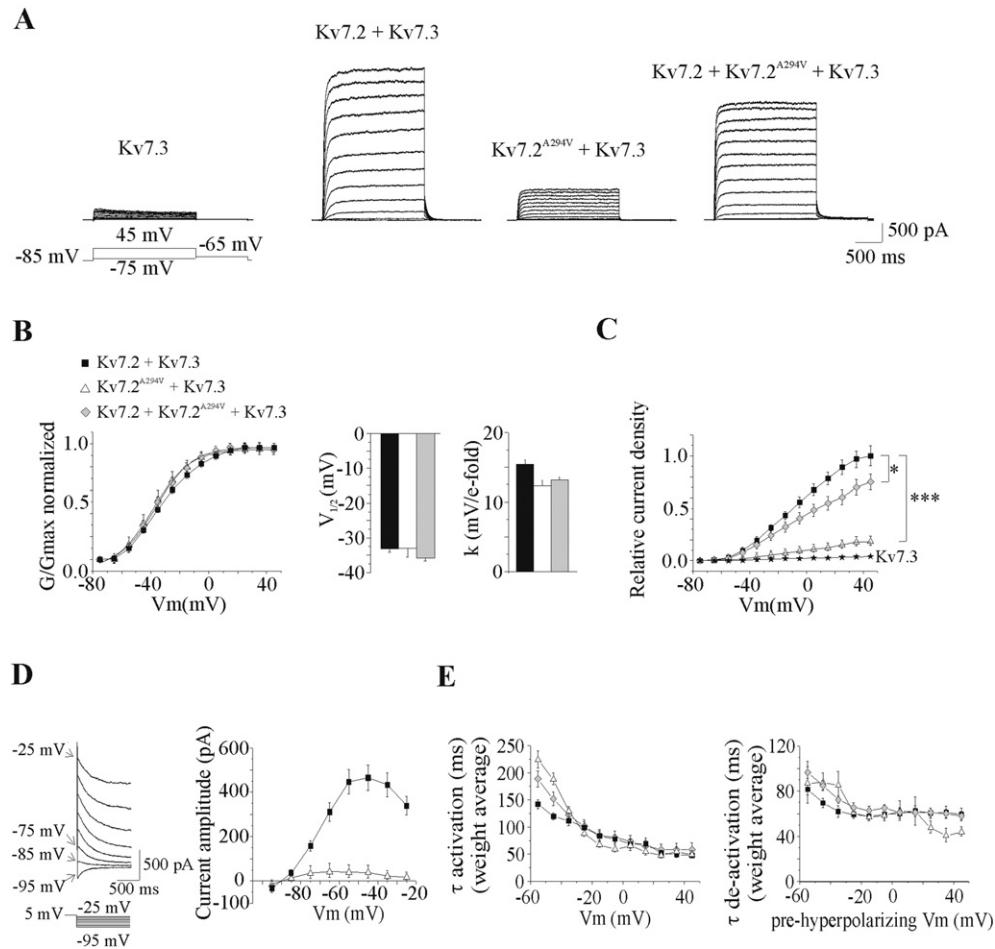 A
Kv7.3
Kv7.2 + Kv7.3
Kv7.2A294V + Kv7.3
Kv7.2 + Kv7.2A294V + Kv7.3
45 mV
-85 mV
-65 mV
-75 mV
500 pA
500 ms
B
Kv7.2 + Kv7.3
Kv7.2A294V + Kv7.3
Kv7.2 + Kv7.2A294V + Kv7.3
G/Gmax normalized
1.0
0.5
0.0
-80
-40
0
40
Vm(mV)
V1/2 (mV)
0
-10
-20
-30
-40
k (mV/e-fold)
20
15
10
0
C
Relative current density
1.0
0.5
0.0
-80
-40
0
40
Vm(mV)
*
***
Kv7.3
D
-25 mV
-75 mV
-85 mV
-95 mV
500 pA
500 ms
5 mV
-25 mV
-95 mV
Current amplitude (pA)
600
400
200
0
-100
-100
-80
-60
-40
-20
Vm (mV)
E
τ activation (ms)
(weight average)
250
200
150
100
50
0
-60
-40
-20
0
20
40
Vm (mV)
τ de-activation (ms)
(weight average)
120
80
40
0
-60
-40
-20
0
20
40
pre-hyperpolarizing Vm (mV)